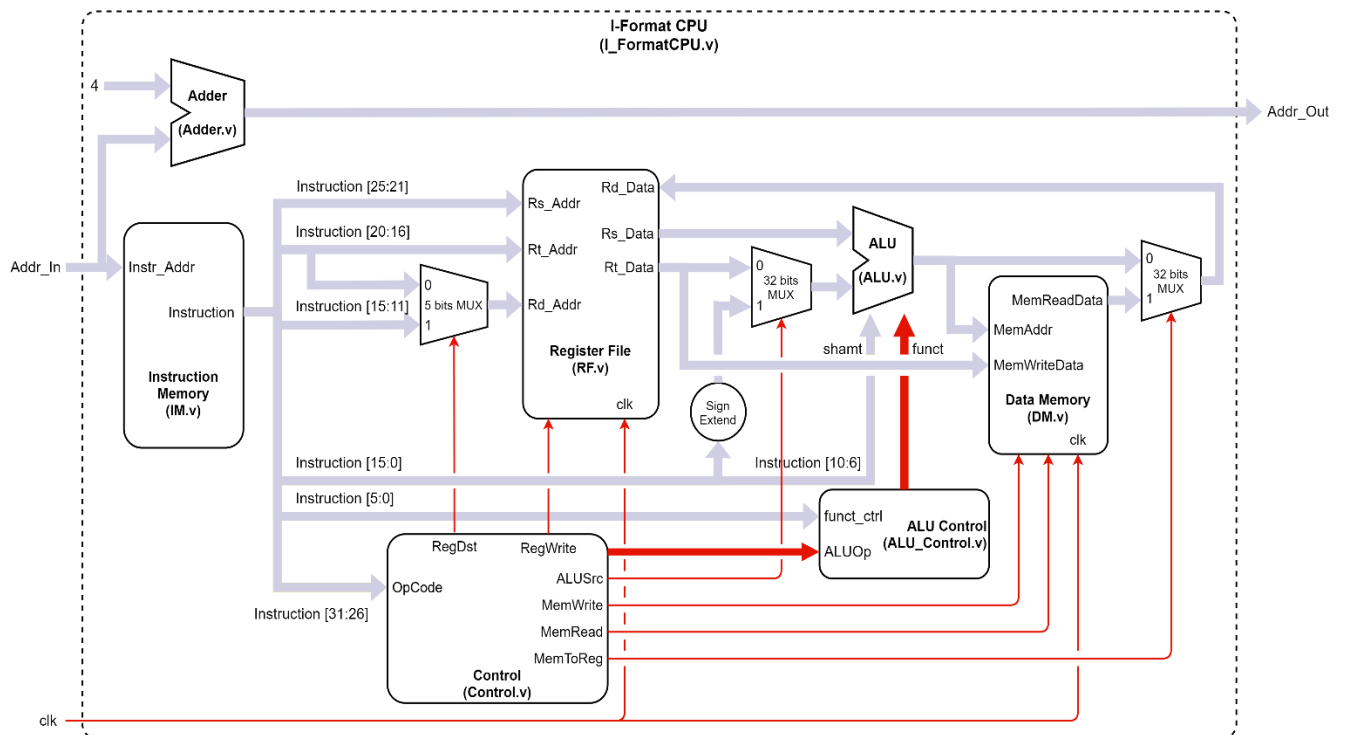 I-Format CPU
(I_FormatCPU.v)
4
Adder
(Adder.v)
Addr_Out
Instruction [25:21]
Rd_Data
Rs_Addr
Instruction [20:16]
Rs_Data
Rt_Addr
ALU
(ALU.v)
Addr_In
Instr_Addr
Rt_Data
0
32 bits
MUX
1
0
32 bits
MUX
1
0
5 bits MUX
1
Instruction [15:11]
Rd_Addr
Instruction
MemReadData
MemAddr
shamt
funct
Register File
(RF.v)
MemWriteData
Instruction
Memory
(IM.v)
clk
Sign
Extend
Data Memory
(DM.v)
clk
Instruction [15:0]
Instruction [10:6]
Instruction [5:0]
funct_ctrl
ALU Control
(ALU_Control.v)
ALUOp
RegDst
RegWrite
ALUSrc
OpCode
MemWrite
Instruction [31:26]
MemRead
MemToReg
Control
(Control.v)
clk